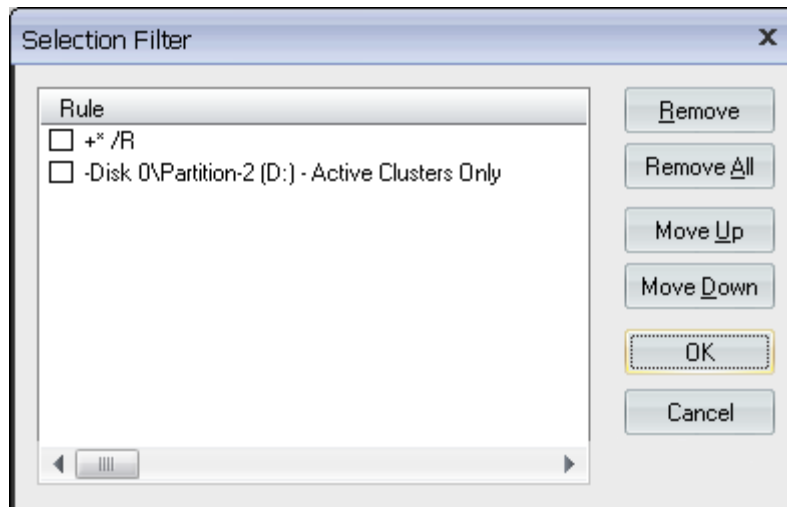 Selection Filter
x
Rule
+* /R
-Disk 0\Partition-2 (D:) - Active Clusters Only
Remove
Remove All
Move Up
Move Down
OK
Cancel